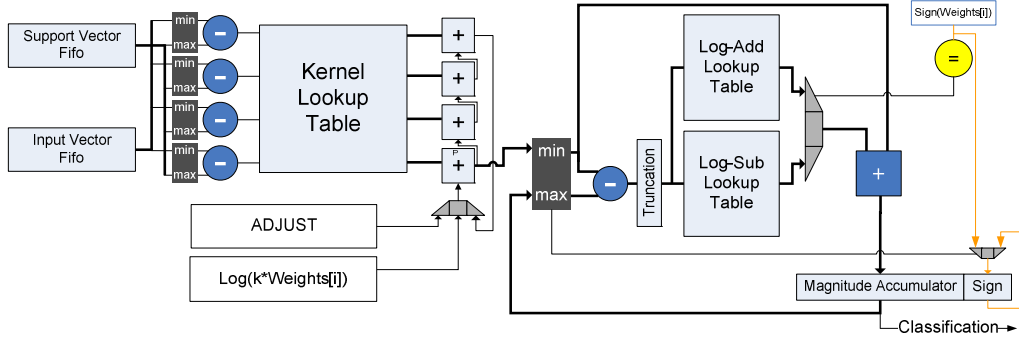 Support Vector
Fifo
Input Vector
Fifo
min
max
min
max
min
max
min
max
-
-
-
-
Kernel
Lookup
Table
+
+
+
P
+
ADJUST
Log(k*Weights[i])
min
max
-
Truncation
Log-Add
Lookup
Table
Log-Sub
Lookup
Table
Sign(Weights[i])
=
+
Magnitude Accumulator
Sign
Classification